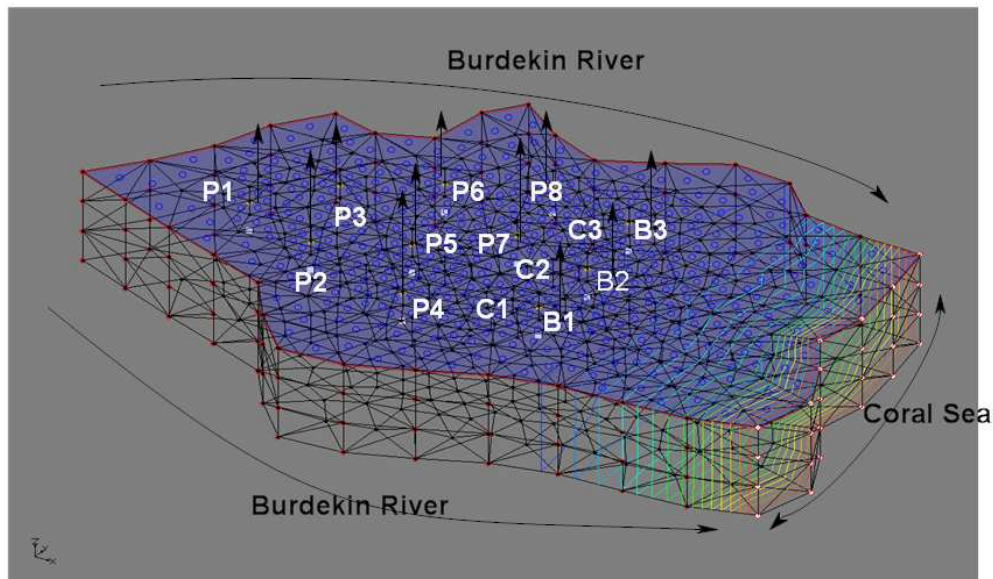 Burdekin River
P1
P6
P8
P3
C3
B3
P5
P7
P2
C2
B2
P4
C1
B1
Coral Sea
Burdekin River
Z
Y
X